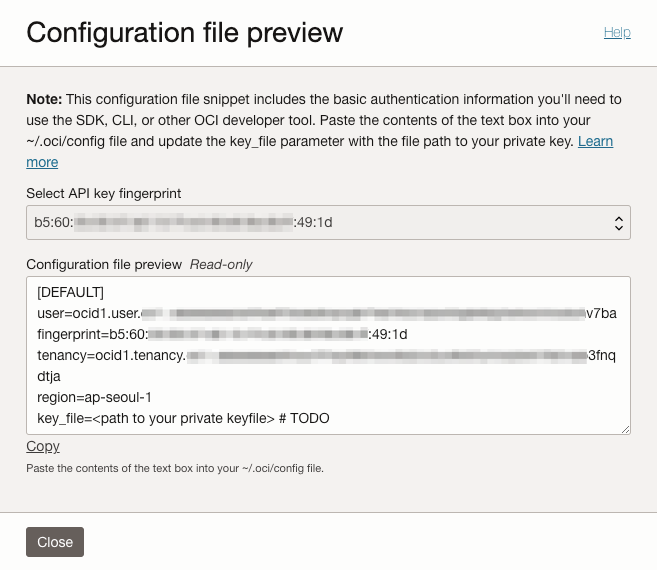 Configuration file preview
Help
Note: This configuration file snippet includes the basic authentication information you'll need to
use the SDK, CLI, or other OCI developer tool. Paste the contents of the text box into your
~/.oci/config file and update the key_file parameter with the file path to your private key. Learn
more
Select API key fingerprint
b5:60: :49:1d
Configuration file preview Read-only
[DEFAULT]
user=ocid1.user. v7ba
fingerprint=b5:60: :49:1d
tenancy=ocid1.tenancy. 3fnq
dtja
region=ap-seoul-1
key_file=<path to your private keyfile> # TODO
Copy
Paste the contents of the text box into your ~/.oci/config file.
Close